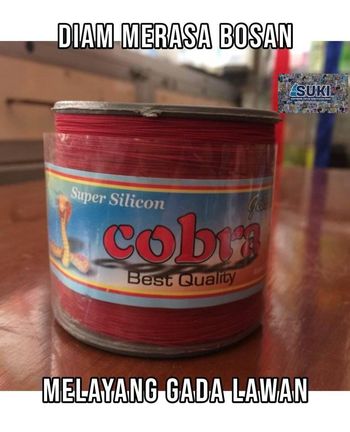 DIAM MERASA BOSAN
SUKI
Super Silicon
cobra
Best Quality
MELAYANG GADA LAWAN